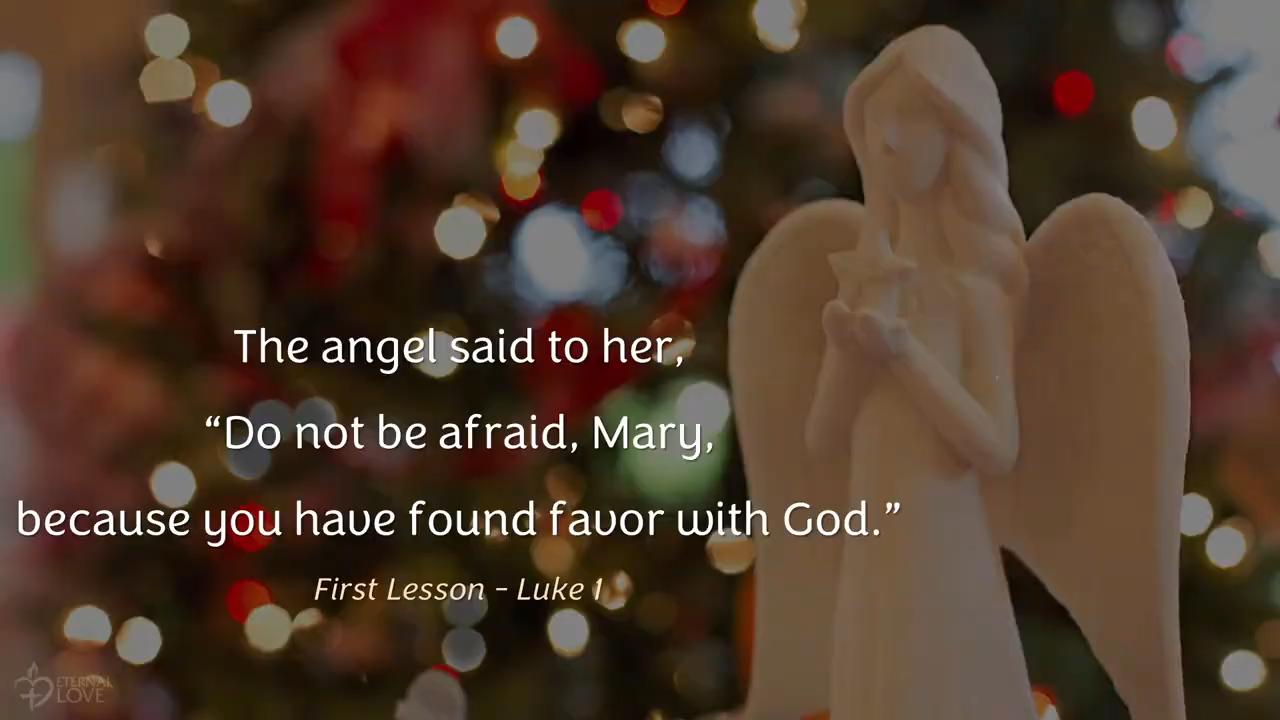 The angel said to her,
“Do not be afraid, Mary,
because you have found favor with God.”
First Lesson – Luke 1
ETERNAL
LOVE